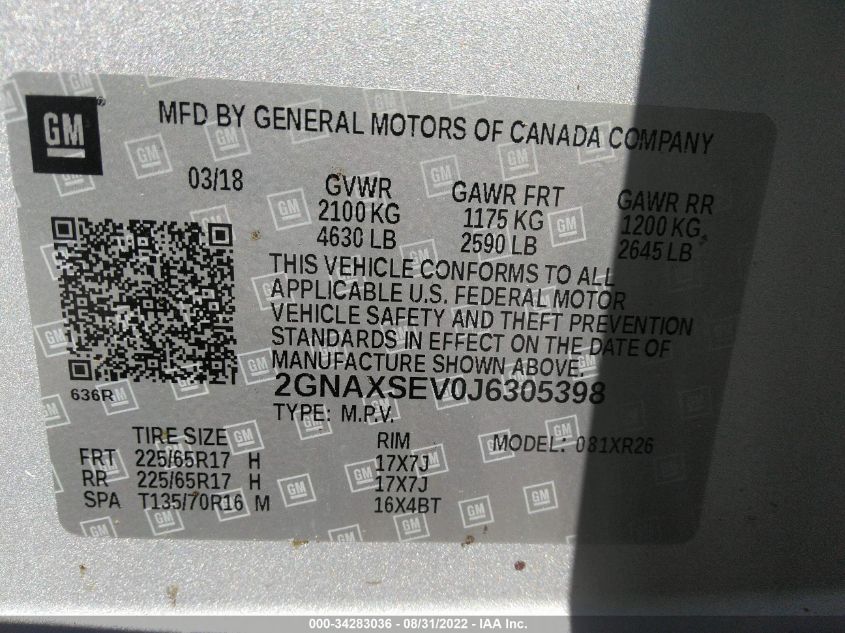 GM
MFD BY GENERAL MOTORS OF CANADA COMPANY
03/18
GVWR GAWR FRT GAWR RR
2100 KG 1175 KG 1200 KG
4630 LB 2590 LB 2645 LB
THIS VEHICLE CONFORMS TO ALL
APPLICABLE U.S. FEDERAL MOTOR
VEHICLE SAFETY AND THEFT PREVENTION
STANDARDS IN EFFECT ON THE DATE OF
MANUFACTURE SHOWN ABOVE.
636R
2GNAXSEV0J6305398
TYPE: M.P.V.
TIRE SIZE RIM MODEL: 081XR26
FRT 225/65R17 H 17X7J
RR 225/65R17 H 17X7J
SPA T135/70R16 M 16X4BT
000-34283036 - 08/31/2022 - IAA Inc.